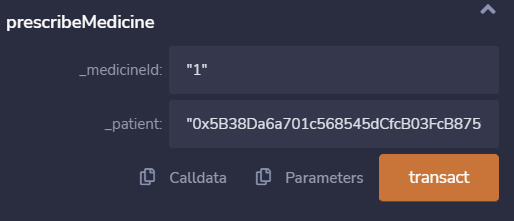 prescribeMedicine
_medicineId: "1"
_patient: "0x5B38Da6a701c568545dCfcB03FcB875
Calldata Parameters transact